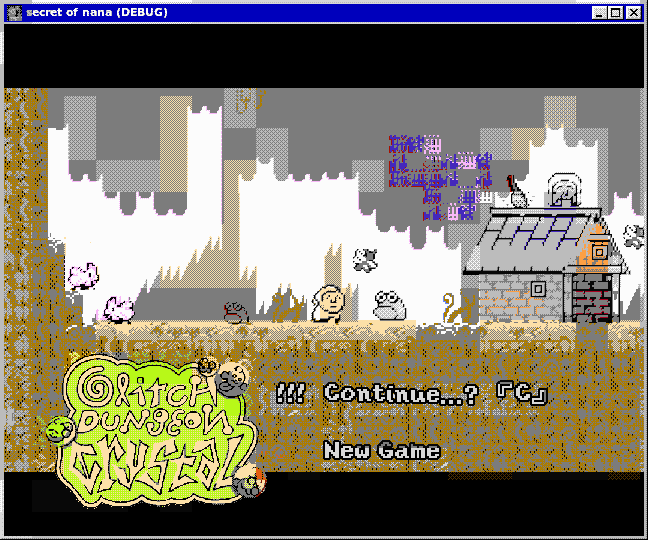 secret of nana (DEBUG)
GLitCH
DUNGEON
CRYSTAL
!!! Continue...? 『C』
New Game